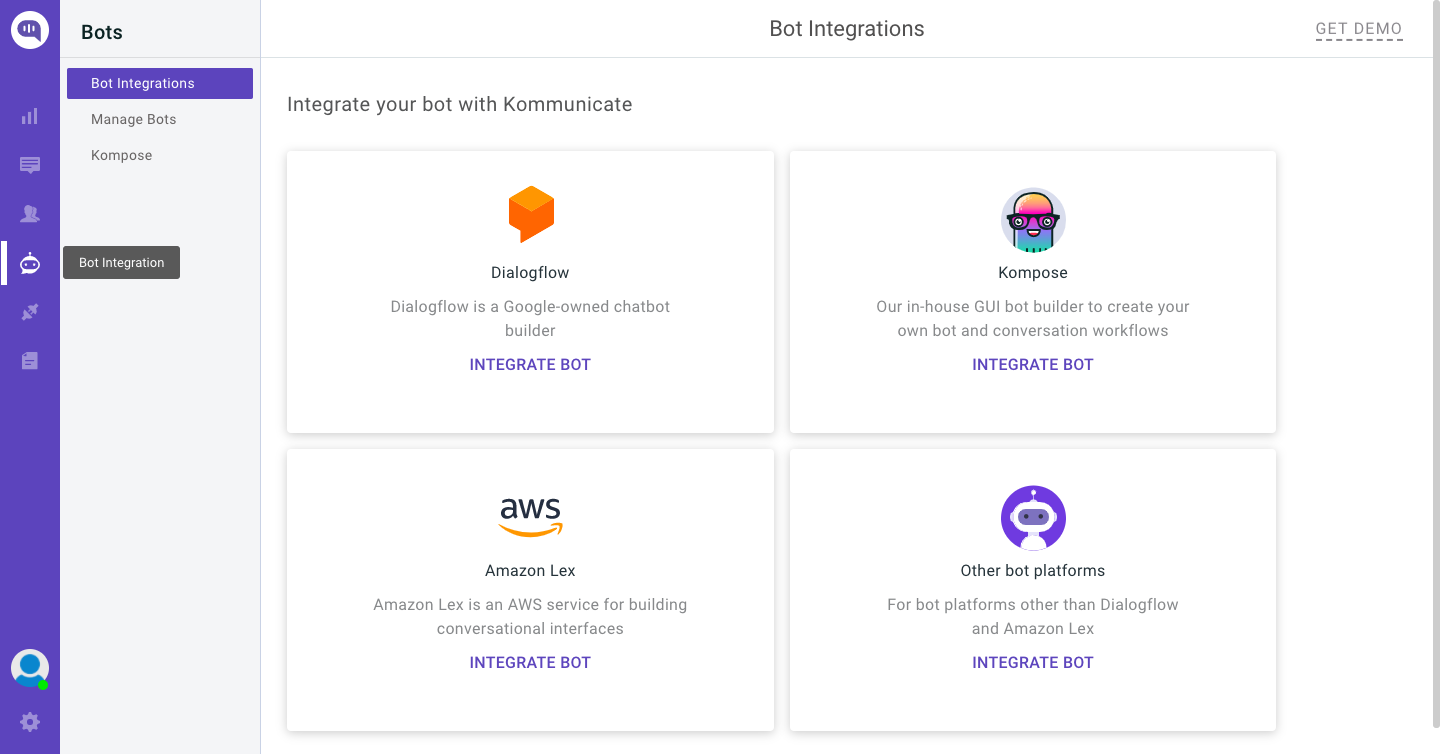 Bots
Bot Integrations
GET DEMO
Bot Integrations
Manage Bots
Kompose
Bot Integration
Integrate your bot with Kommunicate
Dialogflow
Dialogflow is a Google-owned chatbot
builder
INTEGRATE BOT
Kompose
Our in-house GUI bot builder to create your
own bot and conversation workflows
INTEGRATE BOT
aws
Amazon Lex
Amazon Lex is an AWS service for building
conversational interfaces
INTEGRATE BOT
Other bot platforms
For bot platforms other than Dialogflow
and Amazon Lex
INTEGRATE BOT